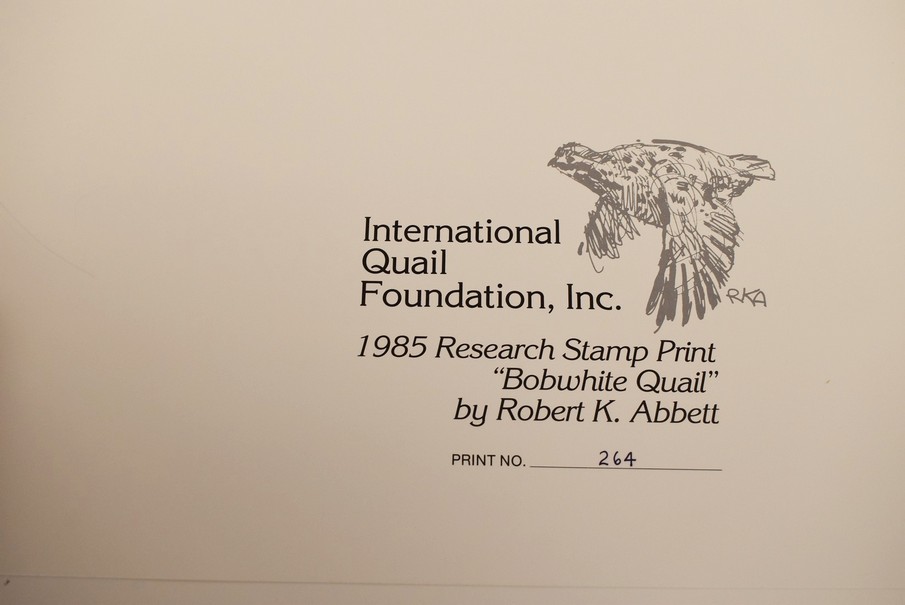 International
Quail
Foundation, Inc.
RKA
1985 Research Stamp Print
“Bobwhite Quail”
by Robert K. Abbett
PRINT NO. 264